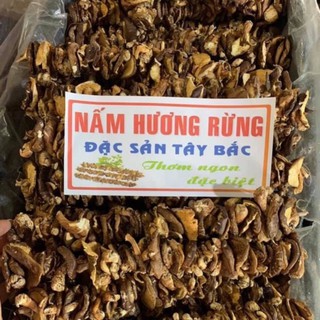 NẤM HƯƠNG RỪNG
ĐẶC SẢN TÂY BẮC
Thơm ngon
đặc biệt